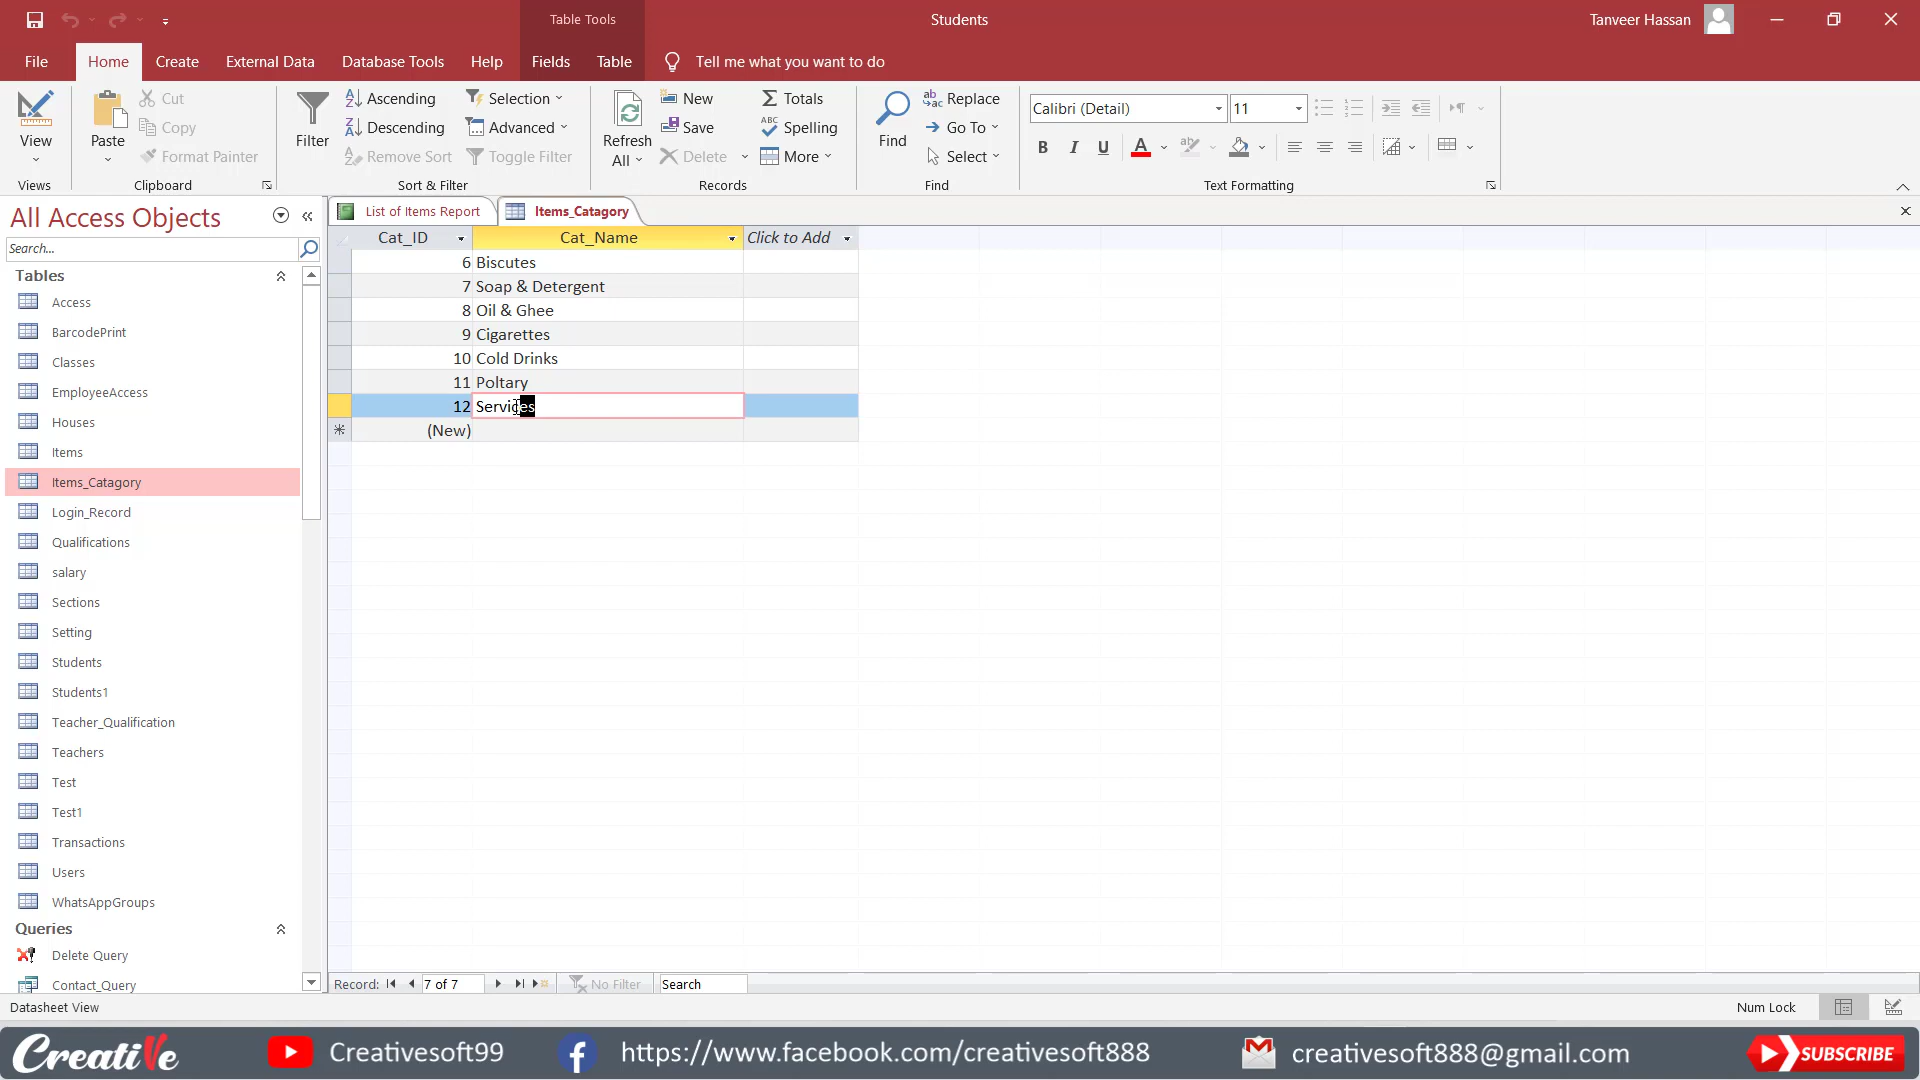 Table Tools
Students
Tanveer Hassan
File
Home
Create
External Data
Database Tools
Help
Fields
Table
Tell me what you want to do
View
Views
Paste
Cut
Copy
Format Painter
Clipboard
Filter
Ascending
Descending
Remove Sort
Selection
Advanced
Toggle Filter
Sort & Filter
Refresh
All
New
Save
Delete
Totals
Spelling
More
Records
Find
Replace
Go To
Select
Find
Calibri (Detail)
11
B I U A
Text Formatting
All Access Objects
Search...
Tables
Access
BarcodePrint
Classes
EmployeeAccess
Houses
Items
Items_Catagory
Login_Record
Qualifications
salary
Sections
Setting
Students
Students1
Teacher_Qualification
Teachers
Test
Test1
Transactions
Users
WhatsAppGroups
Queries
Delete Query
Contact_Query
List of Items Report
Items_Catagory
Cat_ID Cat_Name Click to Add
6 Biscutes
7 Soap & Detergent
8 Oil & Ghee
9 Cigarettes
10 Cold Drinks
11 Poltary
12 Services
(New)
Record: 7 of 7 No Filter Search
Datasheet View
Num Lock
CreatiVe
Creativesoft99
https://www.facebook.com/creativesoft888
creativesoft888@gmail.com
SUBSCRIBE